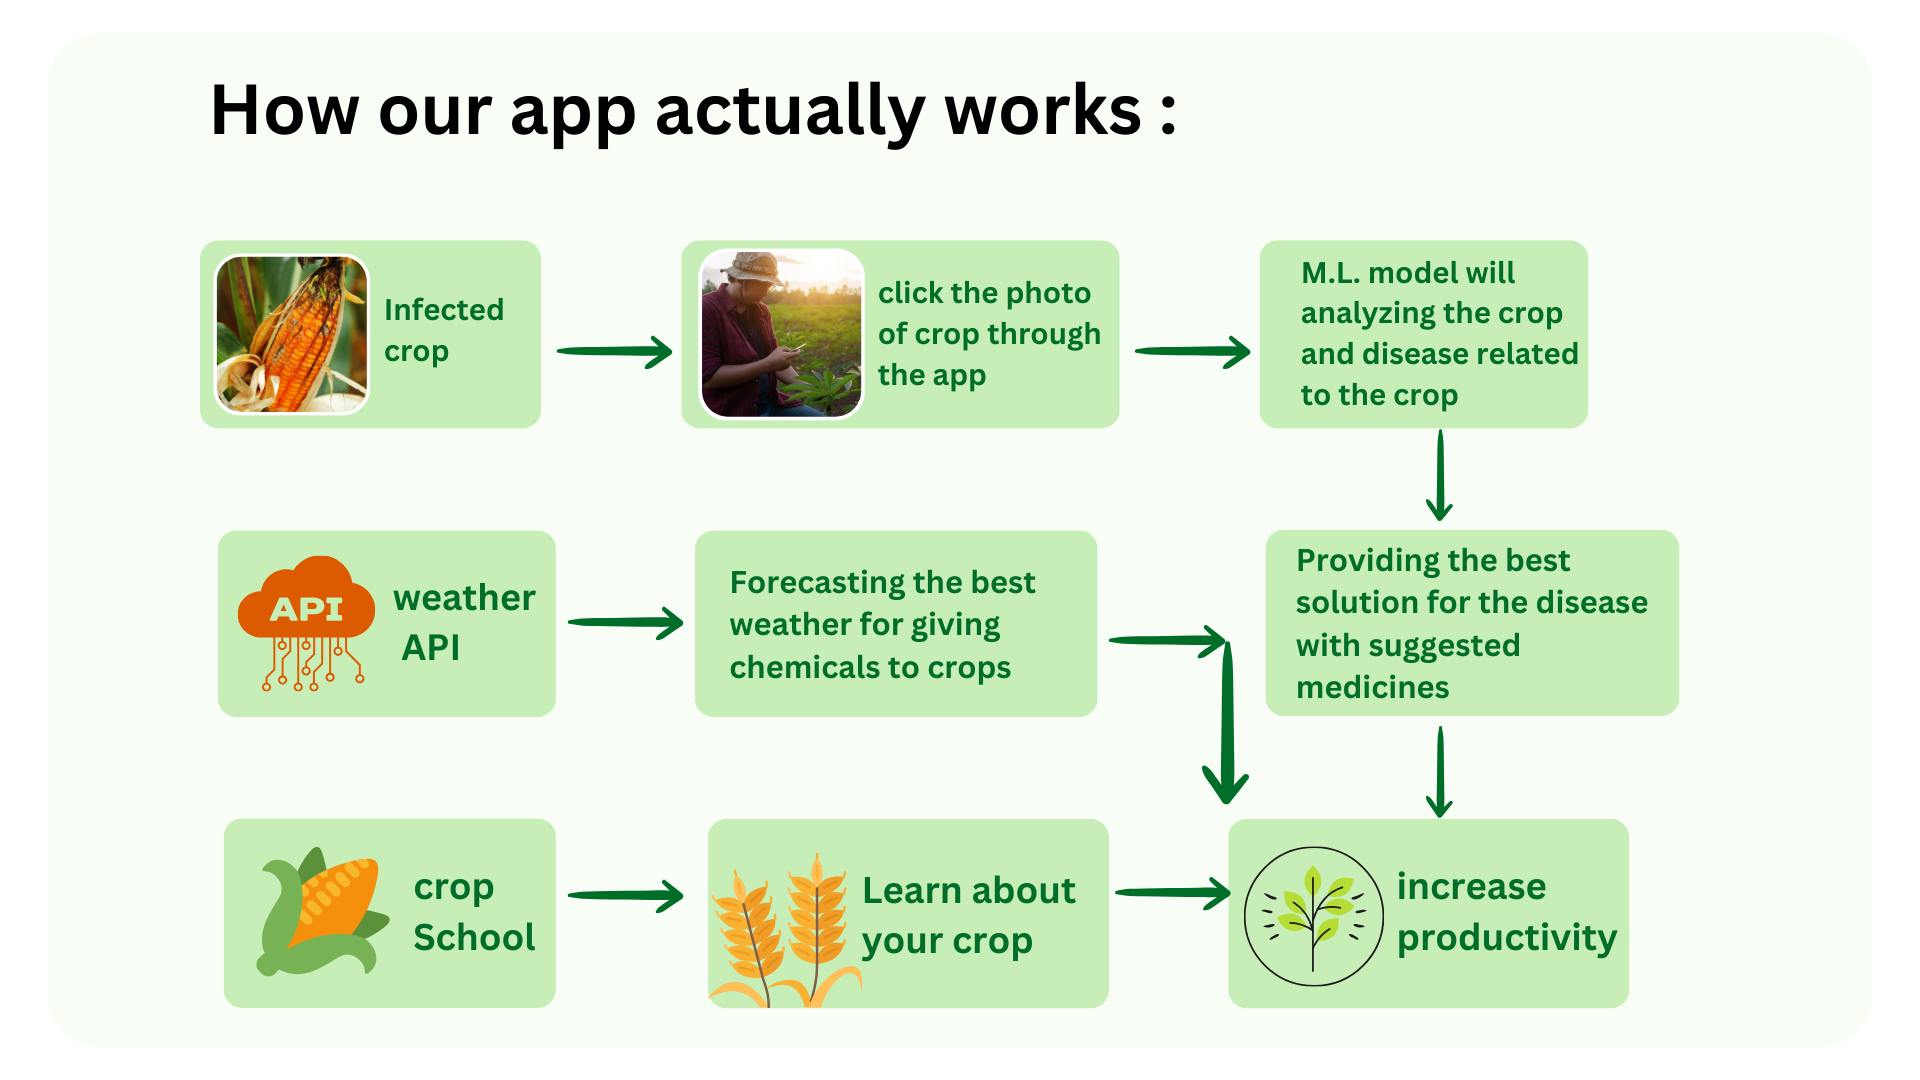 How our app actually works :
Infected
crop
click the photo
of crop through
the app
M.L. model will
analyzing the crop
and disease related
to the crop
API
weather
API
Forecasting the best
weather for giving
chemicals to crops
Providing the best
solution for the disease
with suggested
medicines
crop
School
Learn about
your crop
increase
productivity